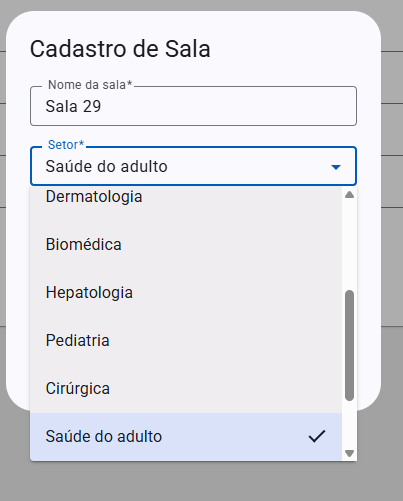 Cadastro de Sala
Nome da sala*
Sala 29
Setor*
Saúde do adulto
Dermatologia
Biomédica
Hepatologia
Pediatria
Cirúrgica
Saúde do adulto